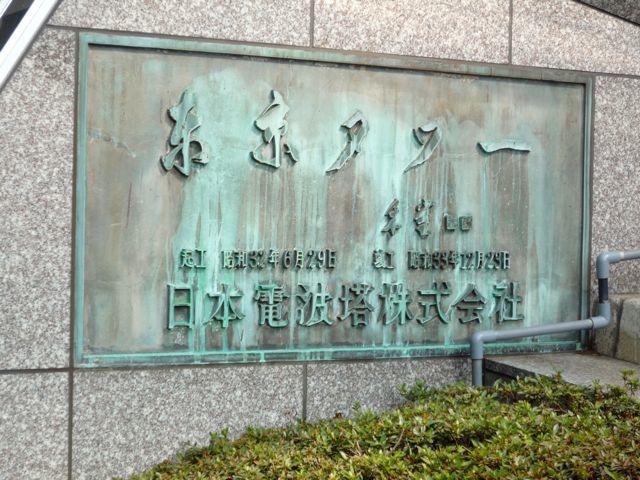 東京タワー
起工 昭和32年6月29日 竣工 昭和33年12月23日
日本電波塔株式会社